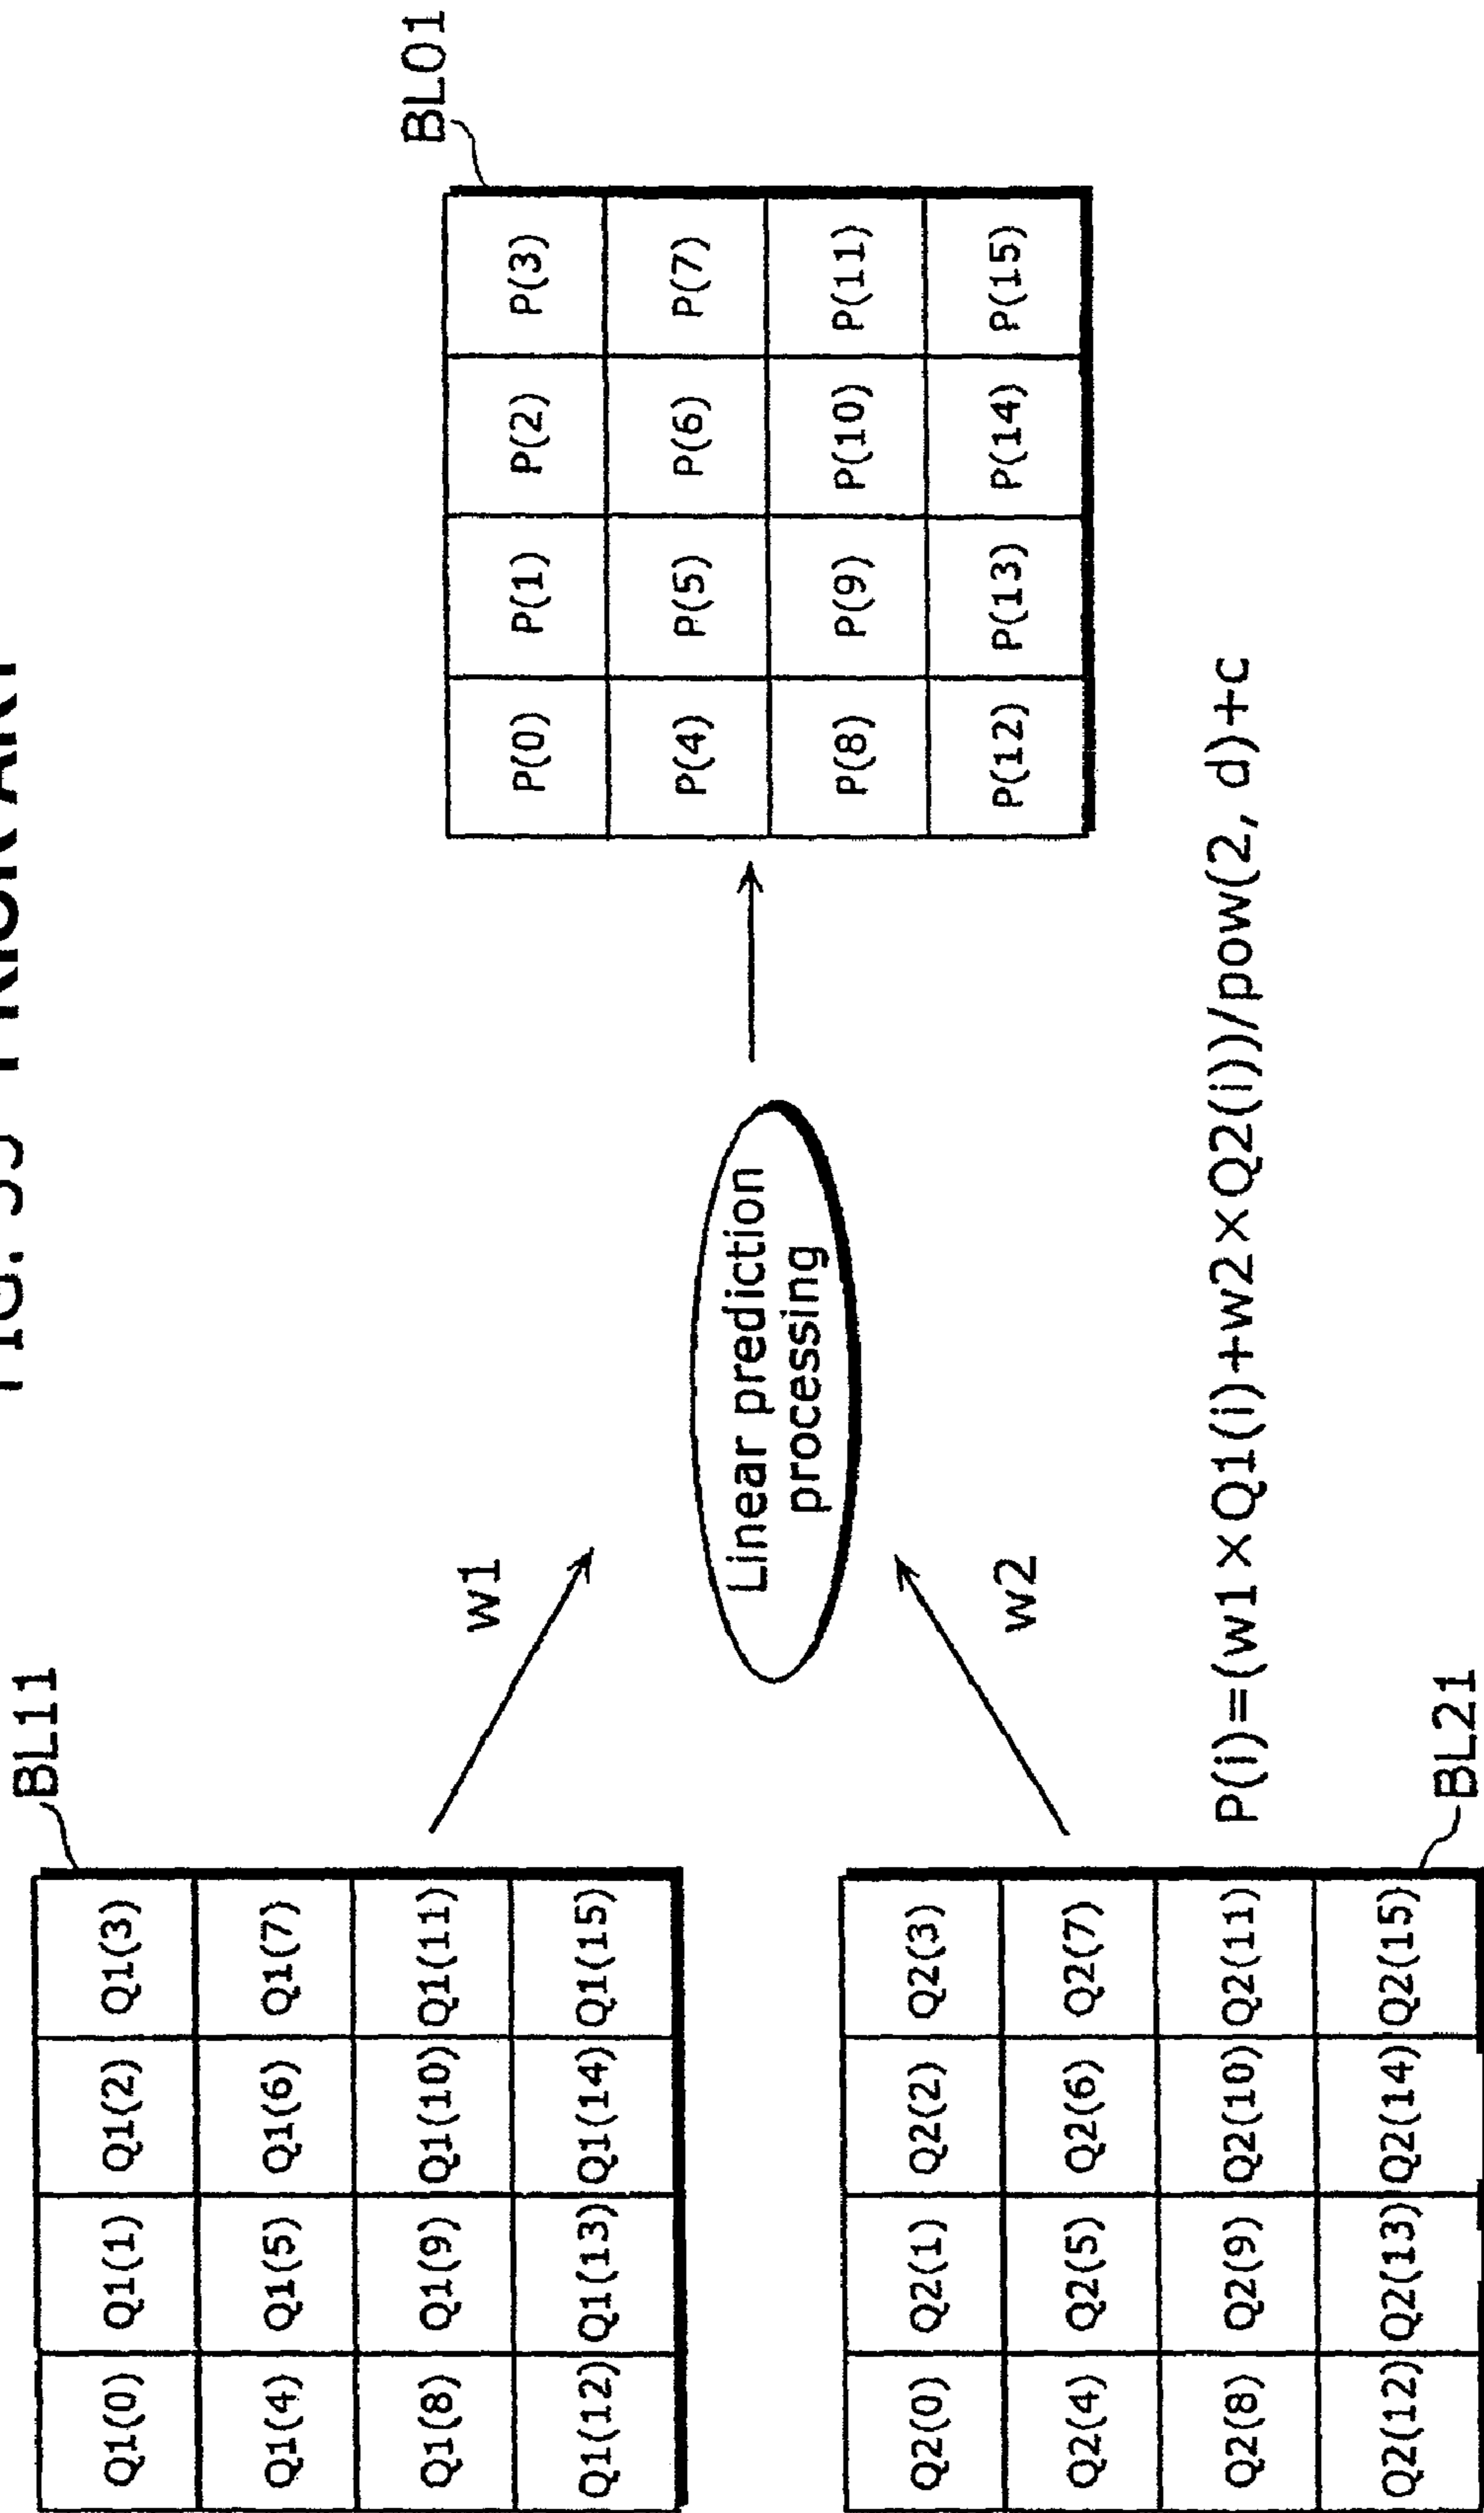 FIG. 33 PRIOR ART
BL11
Q1(0) Q1(1) Q1(2) Q1(3)
Q1(4) Q1(5) Q1(6) Q1(7)
Q1(8) Q1(9) Q1(10) Q1(11)
Q1(12) Q1(13) Q1(14) Q1(15)
w1
Linear prediction
processing
w2
BL01
P(0) P(1) P(2) P(3)
P(4) P(5) P(6) P(7)
P(8) P(9) P(10) P(11)
P(12) P(13) P(14) P(15)
Q2(0) Q2(1) Q2(2) Q2(3)
Q2(4) Q2(5) Q2(6) Q2(7)
Q2(8) Q2(9) Q2(10) Q2(11)
Q2(12) Q2(13) Q2(14) Q2(15)
BL21
P(i)=(w1×Q1(i)+w2×Q2(i))/pow(2, d)+c